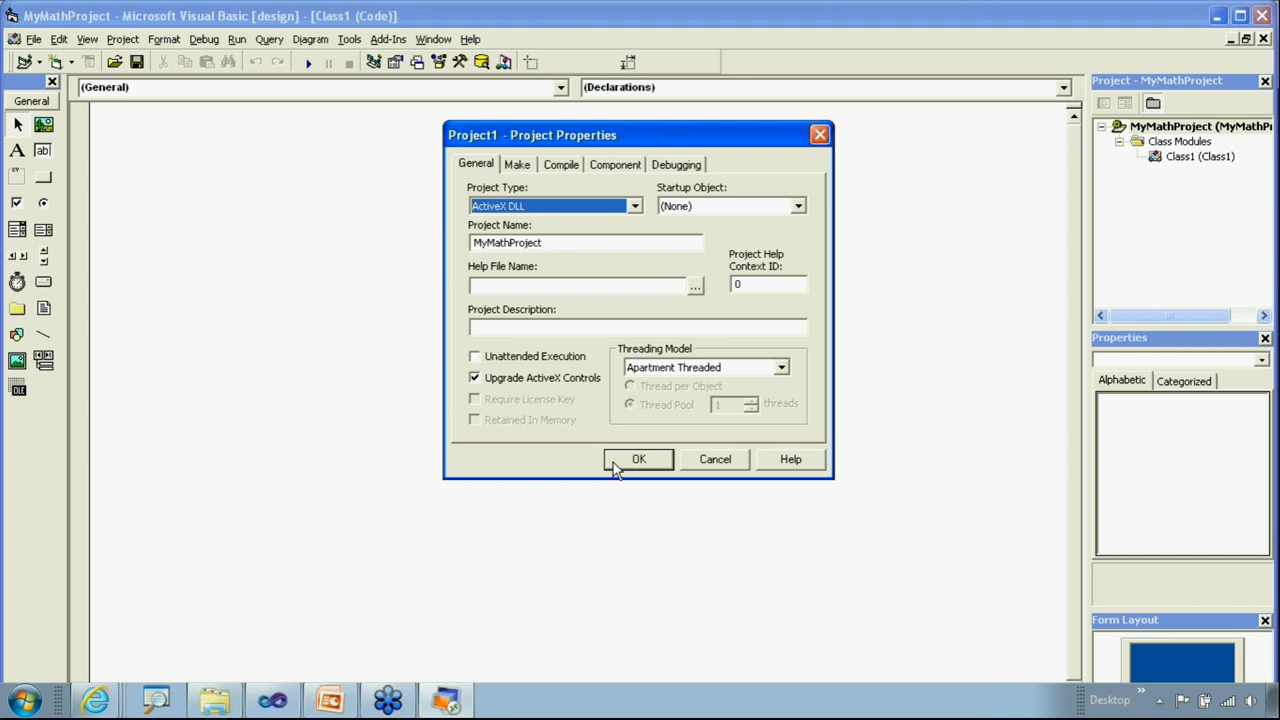 MyMathProject - Microsoft Visual Basic [design] - [Class1 (Code)]
File Edit View Project Format Debug Run Query Diagram Tools Add-Ins Window Help
General
(General)
(Declarations)
Project - MyMathProject
MyMathProject (MyMathPr
Class Modules
Class1 (Class1)
Project1 - Project Properties
General Make Compile Component Debugging
Project Type:
Startup Object:
ActiveX DLL
(None)
Project Name:
MyMathProject
Project Help
Context ID:
Help File Name:
...
0
Project Description:
Unattended Execution
Upgrade ActiveX Controls
Require License Key
Retained In Memory
Threading Model
Apartment Threaded
Thread per Object
Thread Pool 1 threads
OK Cancel Help
Properties
Alphabetic Categorized
Form Layout
A
ab
OLE
Desktop